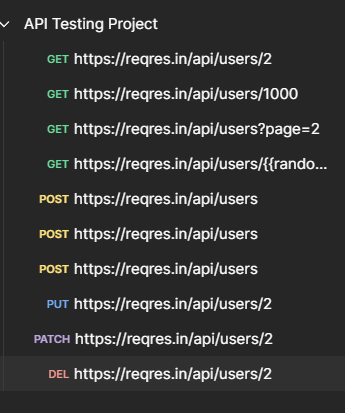 API Testing Project
GET https://reqres.in/api/users/2
GET https://reqres.in/api/users/1000
GET https://reqres.in/api/users?page=2
GET https://reqres.in/api/users/{{rando...
POST https://reqres.in/api/users
POST https://reqres.in/api/users
POST https://reqres.in/api/users
PUT https://reqres.in/api/users/2
PATCH https://reqres.in/api/users/2
DEL https://reqres.in/api/users/2